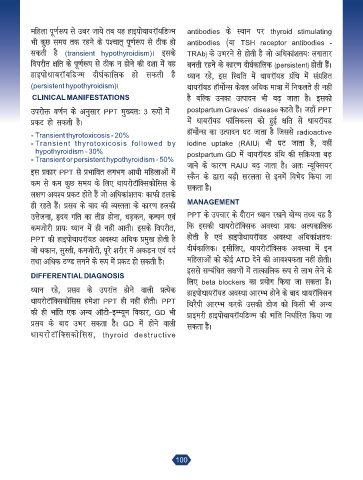 महिला पूर्णरूप से उबर जाये तब यह हाइपोथायरॉइडिज्म
भी कुछ समय तक रहने के पश्चात् पूर्णरूप से ठीक हो
सकती है (transient hypothyroidism)। इसके
विपरीत क्षति के पूर्णरूप से ठीक न होने की दशा में यह
हाइपोथायरॉइडिज्म दीर्घकालिक हो सकती है
(persistent hypothyroidism)।
CLINICAL MANIFESTATIONS
उपरोक्त वर्णन के अनुसार PPT मुख्यतः 3 रूपों में
प्रकट हो सकती है।
- Transient thyrotoxicosis - 20%
- Transient thyrotoxicosis followed by
hypothyroidism - 30%
- Transient or persistent hypothyroidism - 50%
इस प्रकार PPT से प्रभावित लगभग आधी महिलाओं में
कम से कम कुछ समय के लिए थायरोटॉक्सिकोसिस के
लक्षण अवश्य प्रकट होते हैं जो अधिकांशतयः काफी हलके
ही रहते हैं। प्रसव के बाद की व्यस्तता के कारण हलकी
उत्तेजना, हृदय गति का तीव्र होना, धड़कन, कम्पन एवं
कमजोरी प्रायः ध्यान में ही नहीं आती। इसके विपरीत,
PPT की हाइपोथायरॉयड अवस्था अधिक प्रमुख होती है
जो थकान, सुस्ती, कमजोरी, पूरे शरीर में अकड़न एवं दर्द
तथा अधिक ठण्ड लगने के रूप में प्रकट हो सकती है।
DIFFERENTIAL DIAGNOSIS
ध्यान रहे, प्रसव के उपरांत होने वाली प्रत्येक
थायरोटॉक्सिकोसिस हमेशा PPT ही नहीं होती। PPT
की ही भांति एक अन्य ऑटो-इम्यून विकार, GD भी
प्रसव के बाद उभर सकता है। GD में होने वाली
थायरोटॉक्सिकोसिस, thyroid destructive
antibodies के स्थान पर thyroid stimulating
antibodies (या TSH receptor antibodies -
TRAb) के उभरने से होती है जो अधिकांशतयः लगातार
बनती रहने के कारण दीर्घकालिक (persistent) होती हैं।
ध्यान रहे, इस स्थिति में थायरॉयड ग्रंथि में संग्रहित
थायरॉयड हॉर्मोन्स केवल अधिक मात्रा में निकलते ही नहीं
है बल्कि उनका उत्पादन भी बढ़ जाता है। इसको
postpartum Graves’ disease कहते हैं। जहाँ PPT
में थायरॉयड फॉलिकल्स को हुई क्षति से थायरॉयड
हॉर्मोन्स का उत्पादन घट जाता है जिससे radioactive
iodine uptake (RAIU) भी घट जाता है, वहीं
postpartum GD में थायरॉयड ग्रंथि की सक्रियता बढ़
जाने के कारण RAIU बढ़ जाता है। अतः न्यूक्लियर
स्कैन के द्वारा बड़ी सरलता से इनमें विभेद किया जा
सकता है।
MANAGEMENT
PPT के उपचार के दौरान ध्यान रखने योग्य तथ्य यह है
कि इसकी थायरोटॉक्सिक अवस्था प्रायः अल्पकालिक
होती है एवं हाइपोथायरॉयड अवस्था अधिकांशतयः
दीर्घकालिक। इसीलिए, थायरोटॉक्सिक अवस्था में इन
महिलाओं को कोई ATD देने की आवश्यकता नहीं होती।
इससे सम्बंधित लक्षणों में तात्कालिक रूप से लाभ लेने के
लिए beta blockers का प्रयोग किया जा सकता है।
हाइपोथायरॉयड अवस्था आरम्भ होने के बाद थायरॉक्सिन
थिरैपी आरम्भ करके उसकी डोज को किसी भी अन्य
प्राइमरी हाइपोथायरॉयडिज्म की भांति निर्धारित किया जा
सकता है।
100